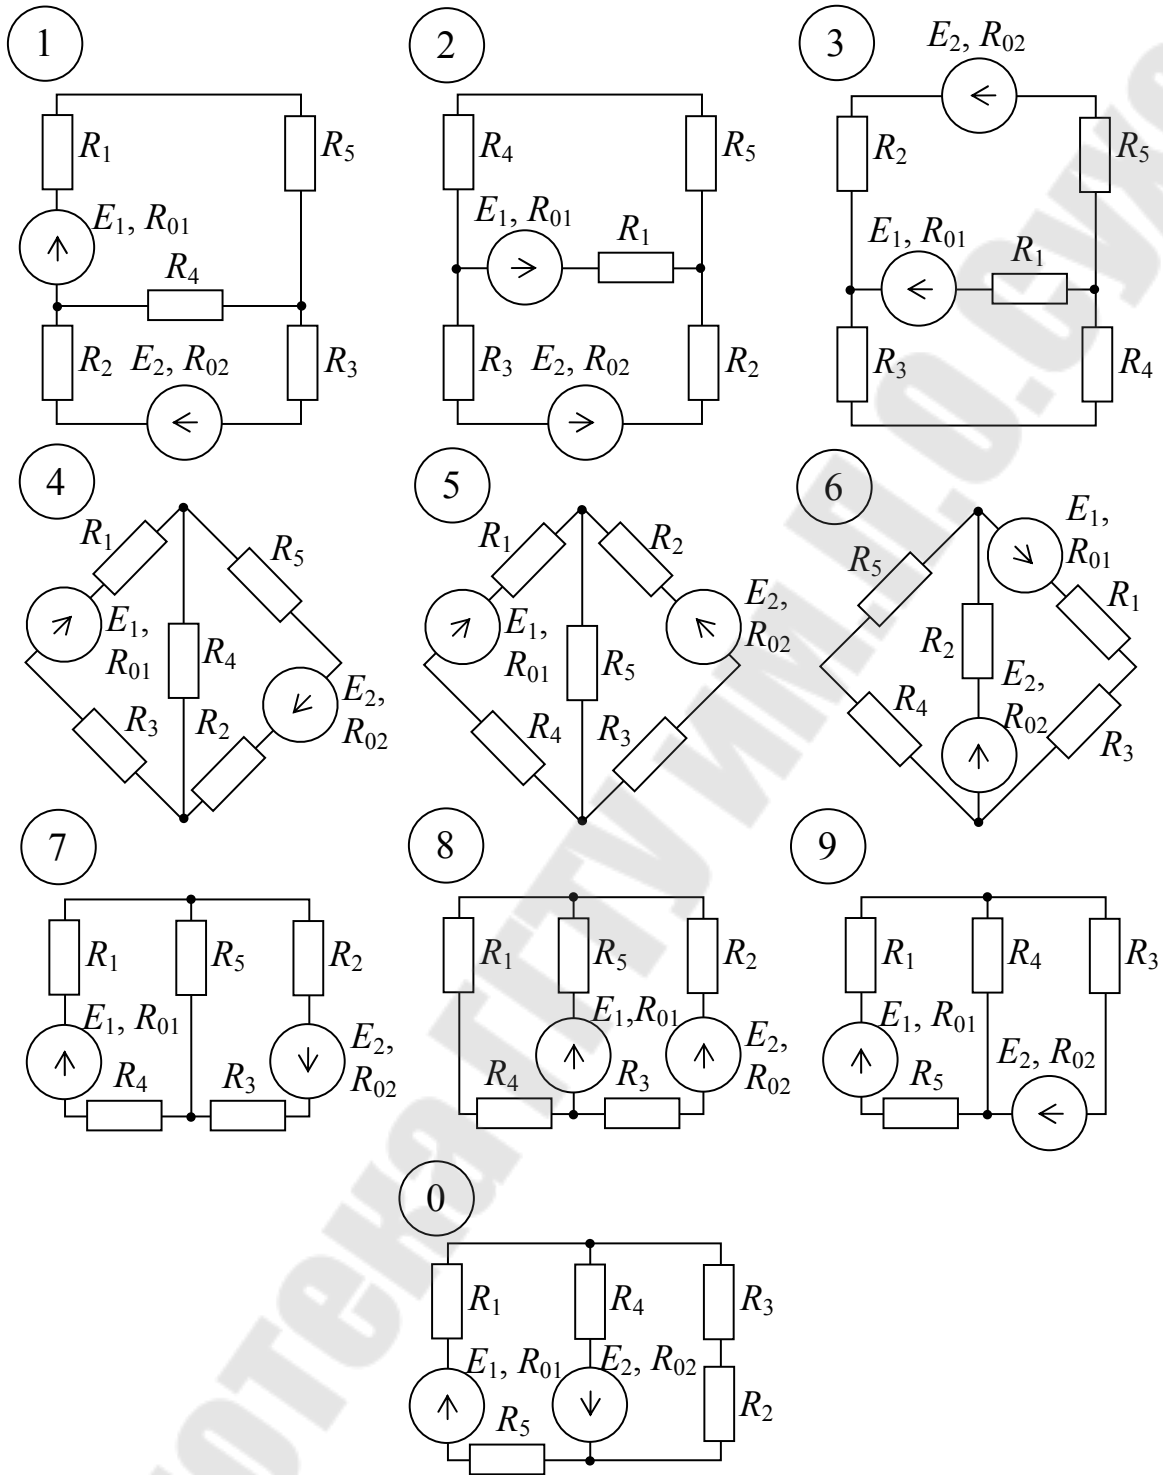 1
2
3
R1
R5
E1, R01
R4
R2
E2, R02
R3
R4
R5
E1, R01
R1
R3
E2, R02
R2
E2, R02
R2
R5
E1, R01
R1
R3
R4
4
5
6
R1
R5
E1,
R01
R4
R3
R2
E2,
R02
R1
R2
E1,
R01
E2,
R02
R5
R4
R3
E1,
R01
R5
R1
R2
E2,
R02
R4
R3
7
8
9
R1
R5
R2
E1, R01
E2,
R02
R4
R3
R1
R5
R2
E1,R01
E2,
R02
R4
R3
R1
R4
R3
E1, R01
E2, R02
R5
0
R1
R4
R3
E1, R01
E2, R02
R2
R5
отека ГГТУ им.П.О.Сухо